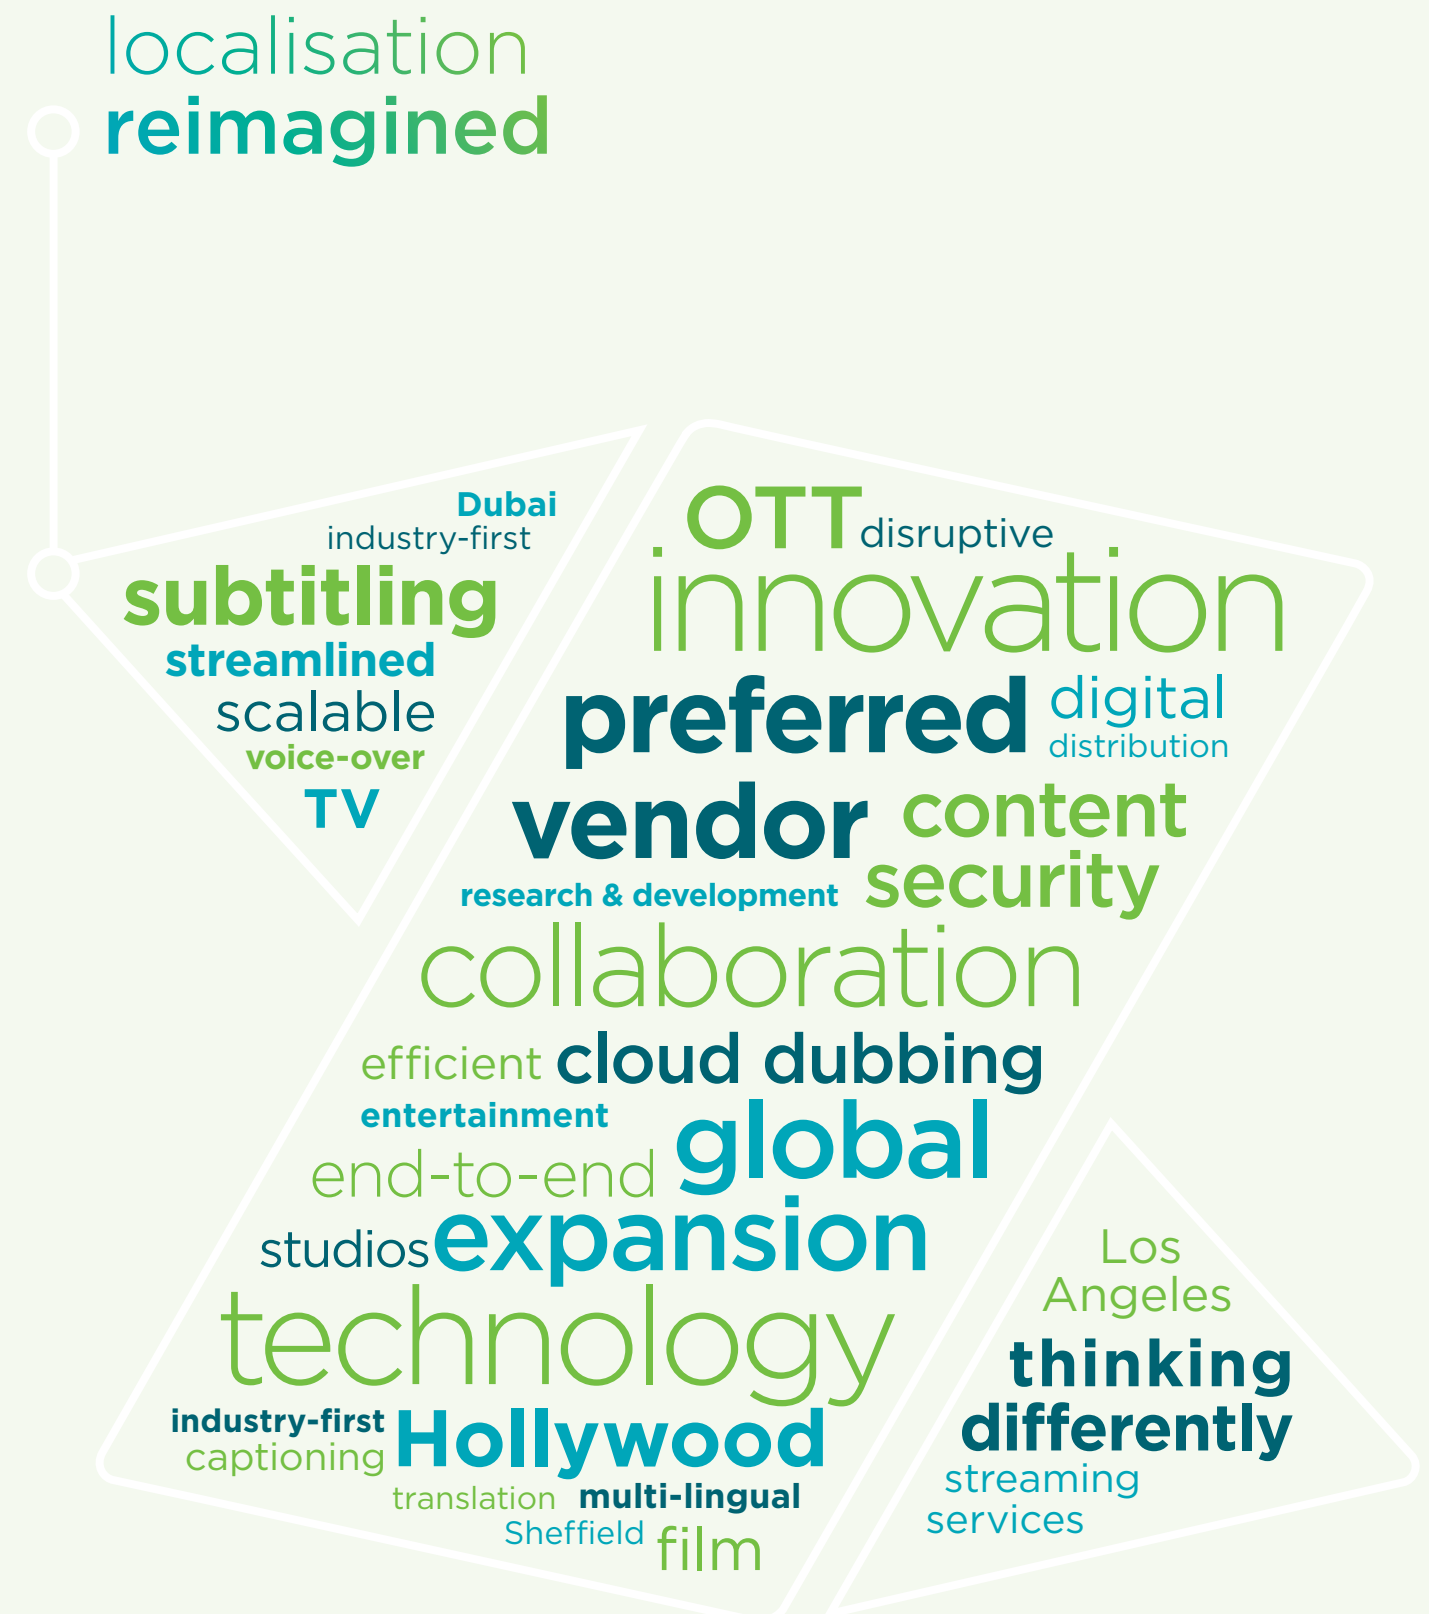 localisation
reimagined
Dubai
industry-first
subtitling
streamlined
scalable
voice-over
TV
OTT disruptive
innovation
preferred digital
distribution
vendor content
research & development security
collaboration
efficient cloud dubbing
entertainment global
end-to-end
studios expansion
technology
industry-first Hollywood
captioning
translation multi-lingual
Sheffield film
Los
Angeles
thinking
differently
streaming
services